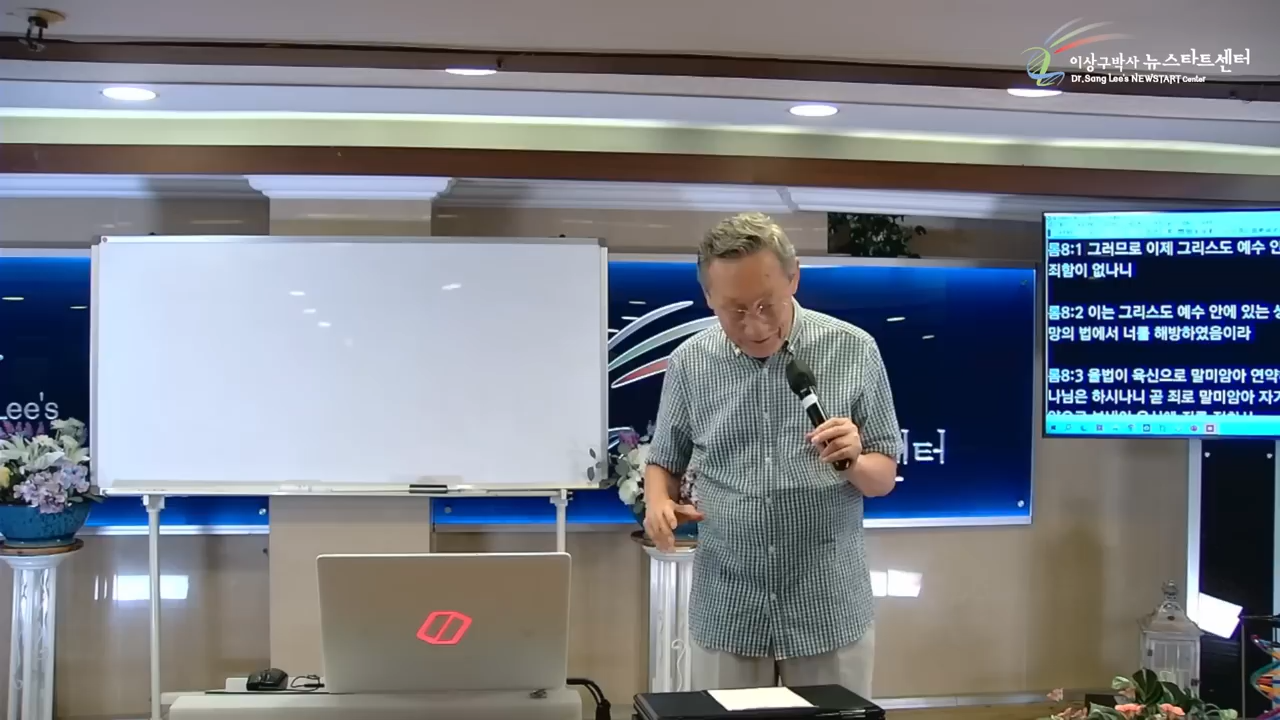 이상구박사 뉴스타트센터
Dr.Sang Lee's NEWSTART Center
롬8:1 그러므로 이제 그리스도 예수 안
죄함이 없나니
롬8:2 이는 그리스도 예수 안에 있는
망의 법에서 너를 해방하였음이라
롬8:3 율법이 육신으로 말미암아 연약
나님은 하시나니 곧 죄로 말미암아 자기
Lee's
터